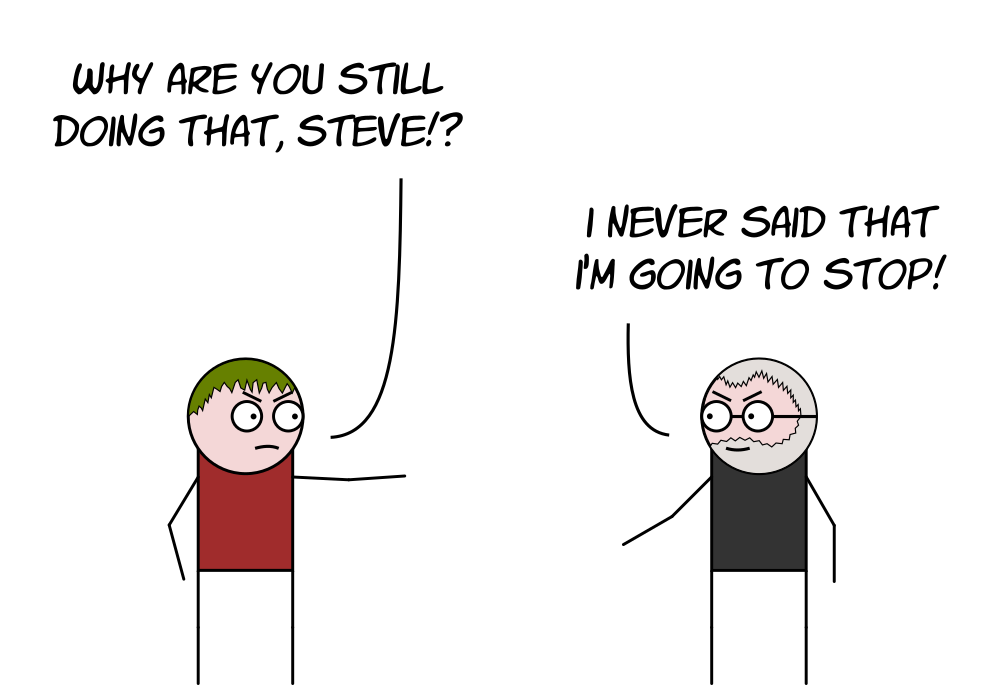 WHY ARE YOU STILL
DOING THAT, STEVE!?
I NEVER SAID THAT
I'M GOING TO STOP!